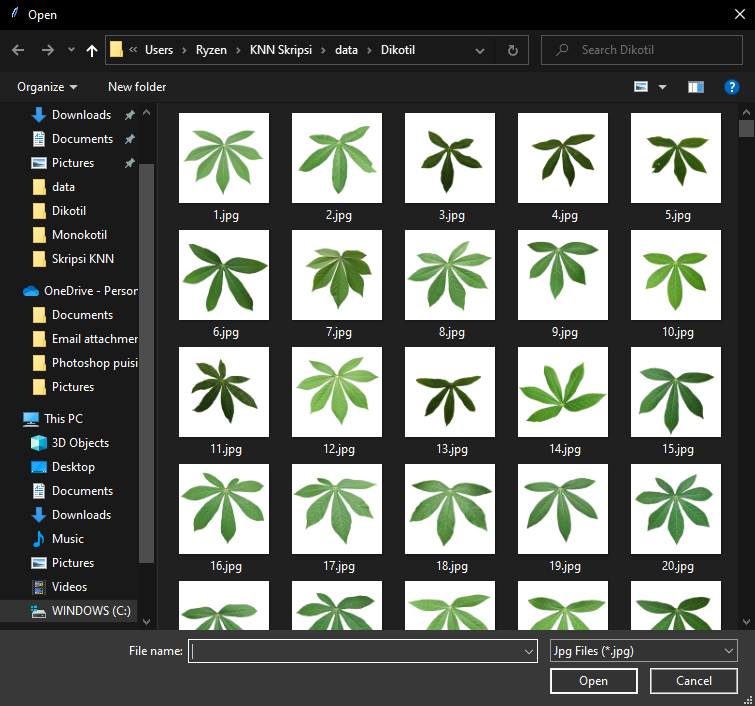 Open
« Users › Ryzen › KNN Skripsi › data › Dikotil
Search Dikotil
Organize
New folder
Downloads
Documents
Pictures
data
Dikotil
Monokotil
Skripsi KNN
OneDrive - Person
Documents
Email attachmer
Photoshop puisi
Pictures
This PC
3D Objects
Desktop
Documents
Downloads
Music
Pictures
Videos
WINDOWS (C:)
1.jpg 2.jpg 3.jpg 4.jpg 5.jpg
6.jpg 7.jpg 8.jpg 9.jpg 10.jpg
11.jpg 12.jpg 13.jpg 14.jpg 15.jpg
16.jpg 17.jpg 18.jpg 19.jpg 20.jpg
File name:
Jpg Files (*.jpg)
Open
Cancel